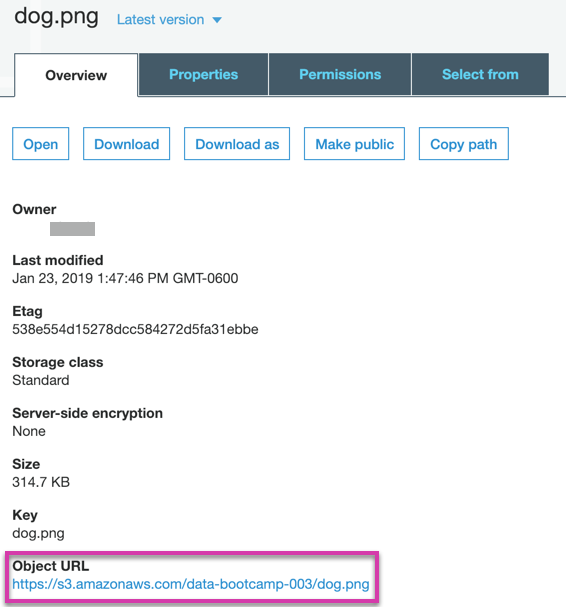 dog.png Latest version
Overview Properties Permissions Select from
Open Download Download as Make public Copy path
Owner
Last modified
Jan 23, 2019 1:47:46 PM GMT-0600
Etag
538e554d15278dcc584272d5fa31ebbe
Storage class
Standard
Server-side encryption
None
Size
314.7 KB
Key
dog.png
Object URL
https://s3.amazonaws.com/data-bootcamp-003/dog.png